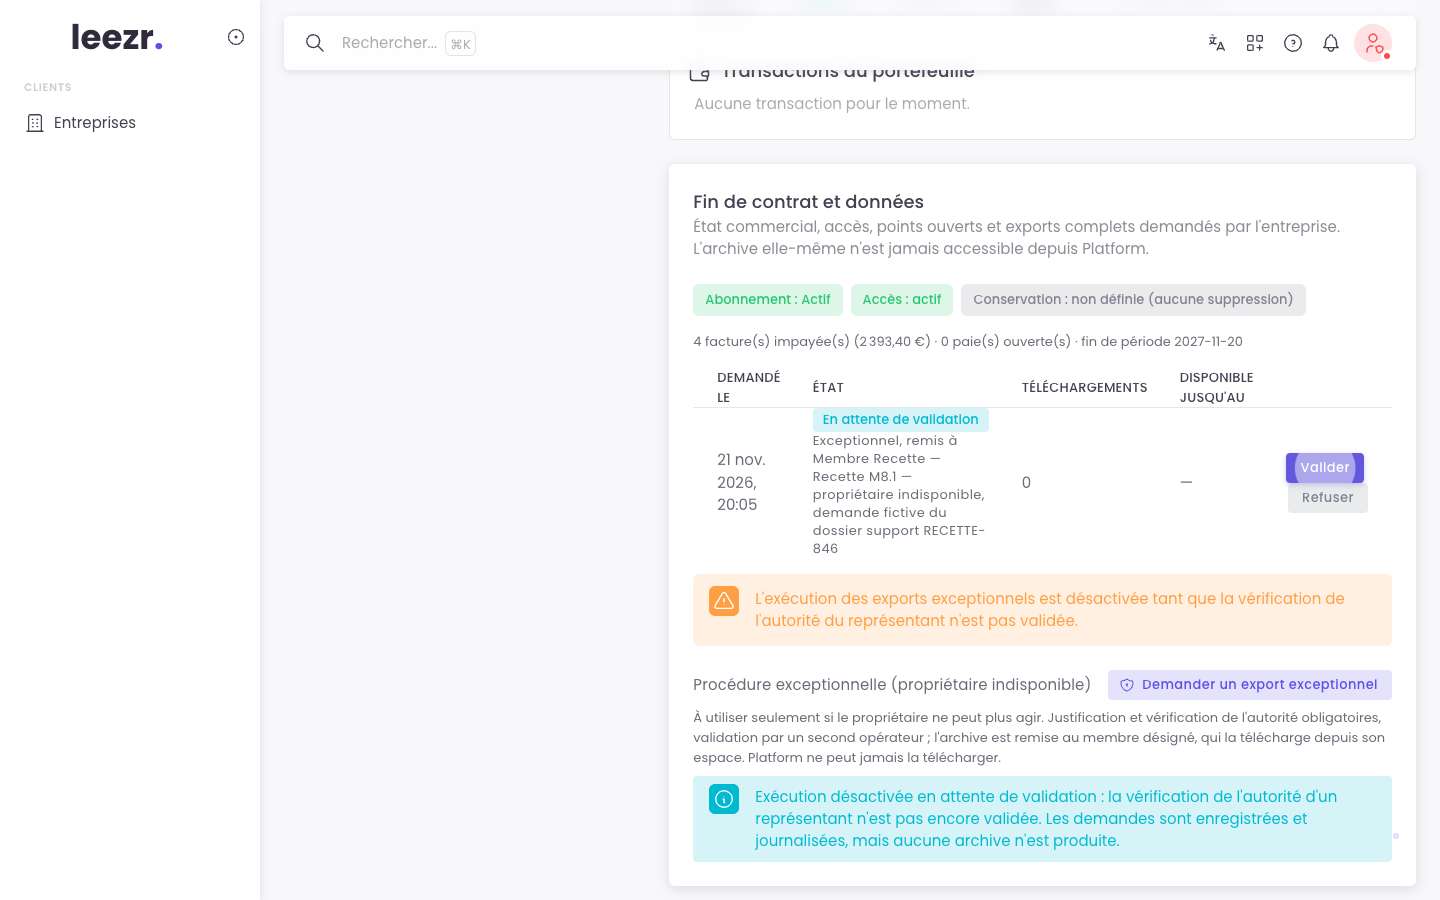 leezr.
Rechercher... ⌘K
CLIENTS
Entreprises
Transactions du portefeuille
Aucune transaction pour le moment.
Fin de contrat et données
État commercial, accès, points ouverts et exports complets demandés par l'entreprise.
L'archive elle-même n'est jamais accessible depuis Platform.
Abonnement : Actif
Accès : actif
Conservation : non définie (aucune suppression)
4 facture(s) impayée(s) (2 393,40 €) · 0 paie(s) ouverte(s) · fin de période 2027-11-20
DEMANDÉ
LE
ÉTAT
TÉLÉCHARGEMENTS
DISPONIBLE
JUSQU'AU
21 nov.
2026,
20:05
En attente de validation
Exceptionnel, remis à
Membre Recette —
Recette M8.1 —
propriétaire indisponible,
demande fictive du
dossier support RECETTE-
846
0
—
Valider
Refuser
L'exécution des exports exceptionnels est désactivée tant que la vérification de
l'autorité du représentant n'est pas validée.
Procédure exceptionnelle (propriétaire indisponible)
Demander un export exceptionnel
À utiliser seulement si le propriétaire ne peut plus agir. Justification et vérification de l'autorité obligatoires,
validation par un second opérateur ; l'archive est remise au membre désigné, qui la télécharge depuis son
espace. Platform ne peut jamais la télécharger.
Exécution désactivée en attente de validation : la vérification de l'autorité d'un
représentant n'est pas encore validée. Les demandes sont enregistrées et
journalisées, mais aucune archive n'est produite.